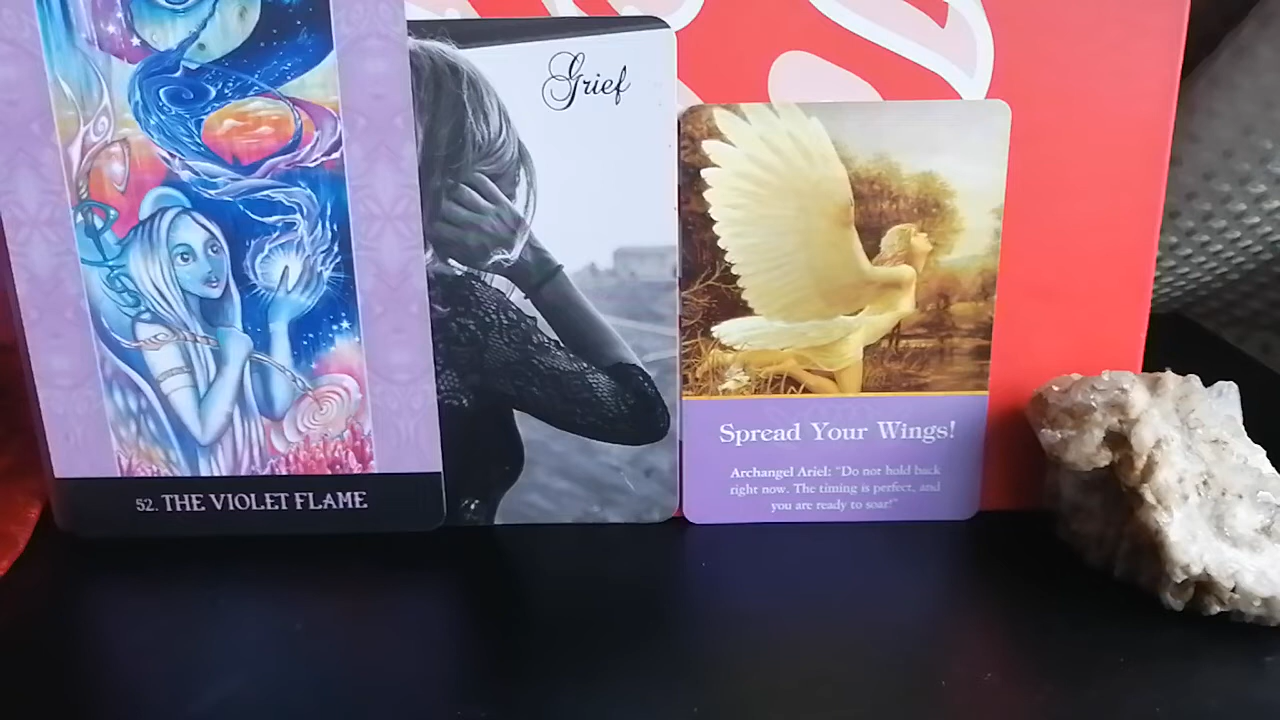 52. THE VIOLET FLAME
Grief
Spread Your Wings!
Archangel Ariel: "Do not hold back
right now. The timing is perfect, and
you are ready to soar!"